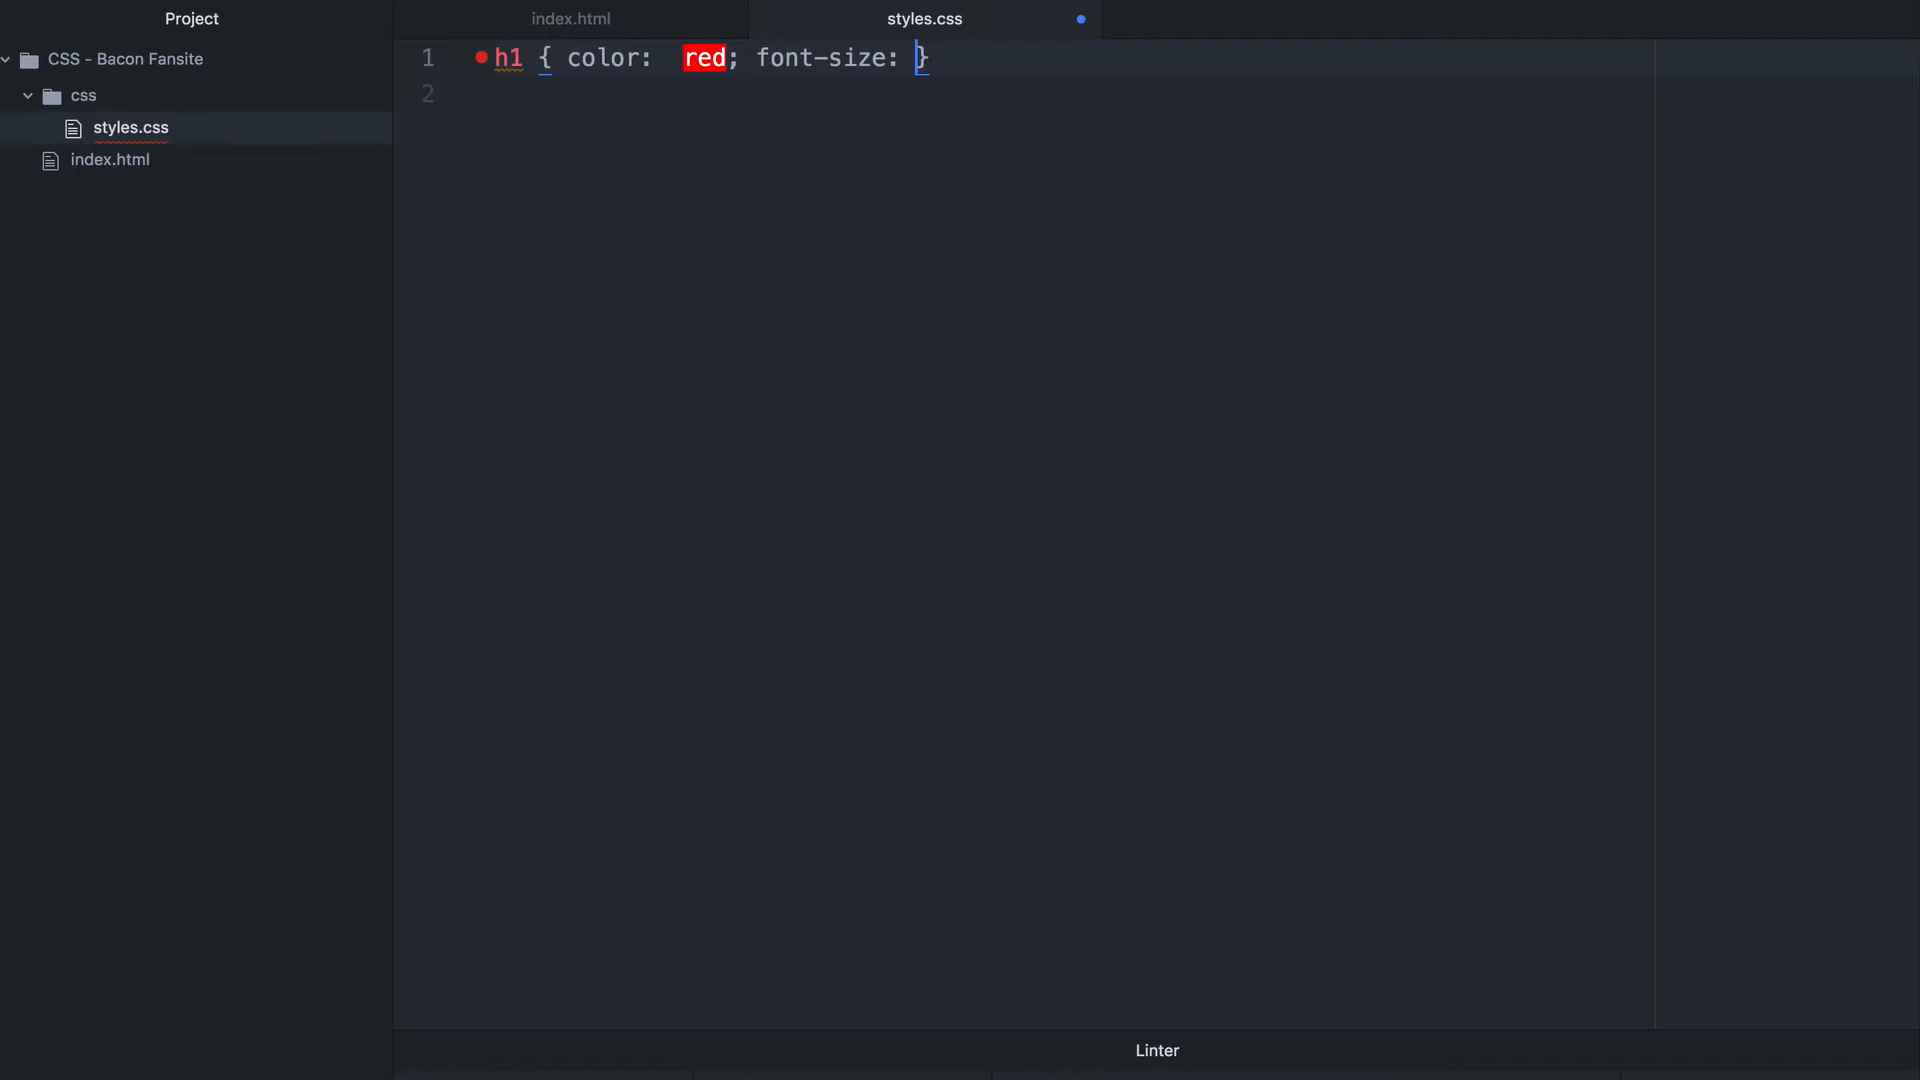 Project
index.html
styles.css
CSS - Bacon Fansite
css
styles.css
index.html
1 h1 { color: red; font-size: }
2
Linter